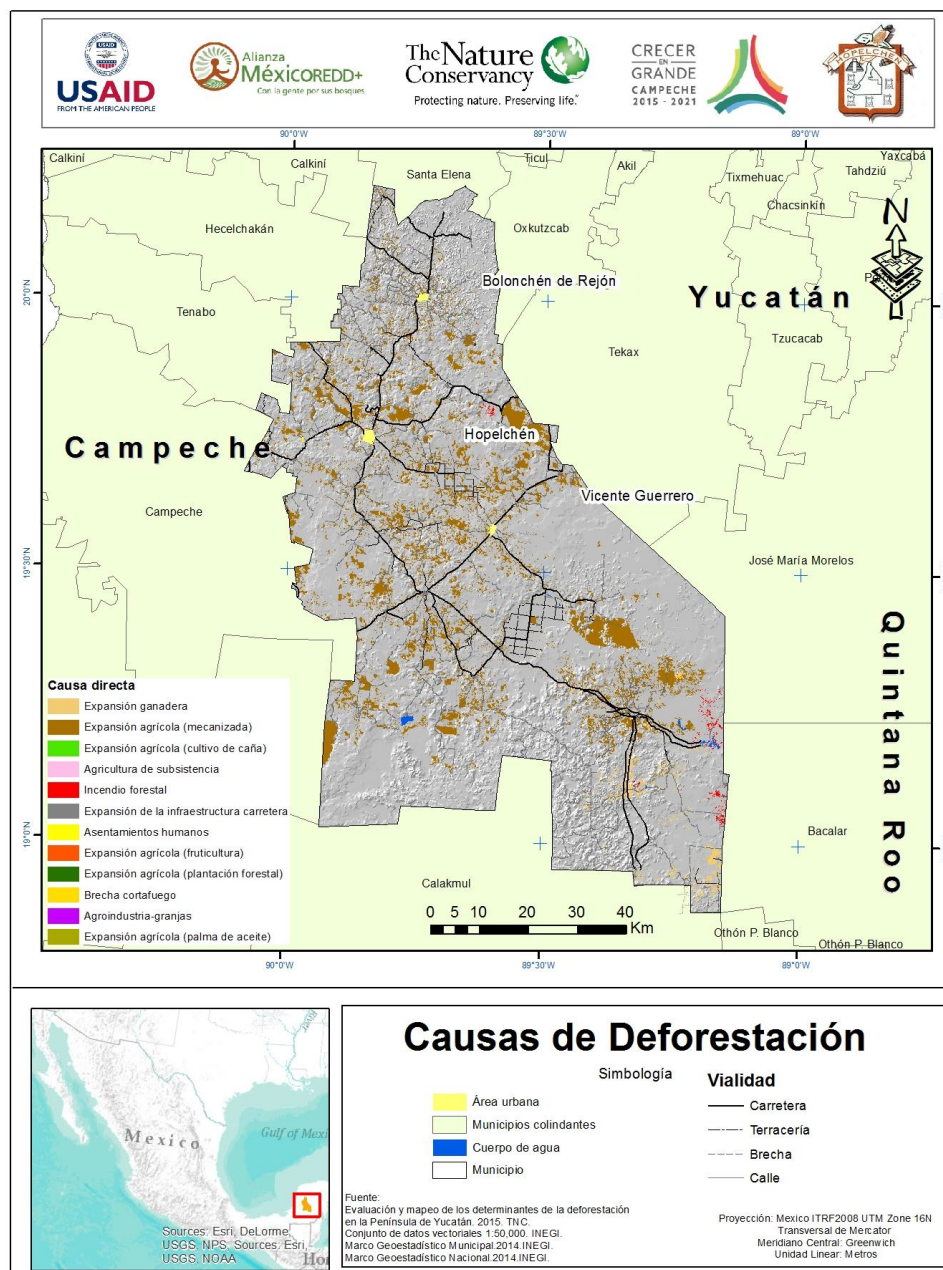 USAID
FROM THE AMERICAN PEOPLE
Alianza
MéxicoREDD+
Con la gente por sus bosques
The Nature
Conservancy
Protecting nature. Preserving life.
CRECER
EN
GRANDE
CAMPECHE
2015 - 2021
HOPELCHEN
90°0'W
89°30'W
89°0'W
Calkiní
Calkiní
Ticul
Akil
Yaxcabá
Santa Elena
Tixmehuac
Tahdziú
Chacsinkín
Hecelchakán
Oxkutzcab
N
Bolonchén de Rejón
20°0'N
20°0'N
Yucatán
Tenabo
Tzucacab
Tekax
Campeche
Hopelchén
Vicente Guerrero
Campeche
19°30'N
José María Morelos
Quintana Roo
Causa directa
Expansión ganadera
Expansión agrícola (mecanizada)
Expansión agrícola (cultivo de caña)
Agricultura de subsistencia
Incendio forestal
Expansión de la infraestructura carretera
Asentamientos humanos
Expansión agrícola (fruticultura)
Expansión agrícola (plantación forestal)
Brecha cortafuego
Agroindustria-granjas
Expansión agrícola (palma de aceite)
19°0'N
Bacalar
Calakmul
0 5 10 20 30 40
Km
Othón P. Blanco
Othón P. Blanco
90°0'W
89°30'W
89°0'W
Mexico
Gulf of Mexi
Sources: Esri, DeLorme,
USGS, NPS. Sources: Esri,
USGS, NOAA
Hon
Causas de Deforestación
Simbología
Área urbana
Municipios colindantes
Cuerpo de agua
Municipio
Vialidad
Carretera
Terracería
Brecha
Calle
Fuente:
Evaluación y mapeo de los determinantes de la deforestación
en la Península de Yucatán. 2015. TNC.
Conjunto de datos vectoriales 1:50,000. INEGI.
Marco Geoestadístico Municipal.2014.INEGI.
Marco Geoestadístico Nacional.2014.INEGI.
Proyección: Mexico ITRF2008 UTM Zone 16N
Transversal de Mercator
Meridiano Central: Greenwich
Unidad Linear: Metros